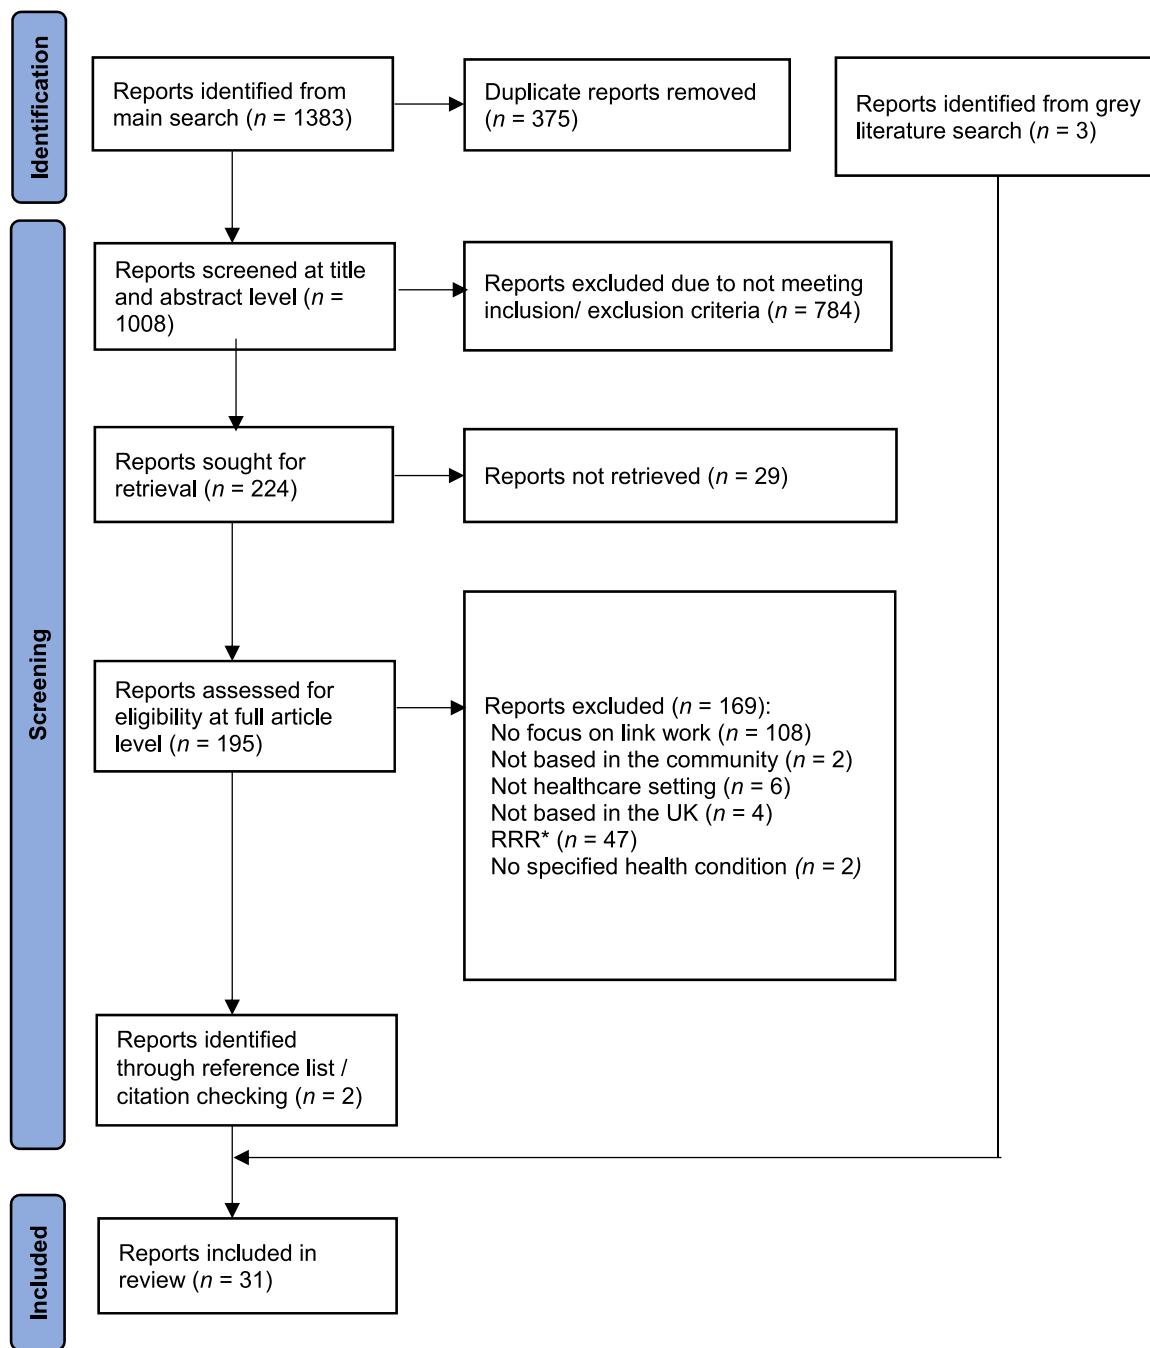 Identification
Reports identified from
main search (n = 1383)
Duplicate reports removed
(n = 375)
Reports identified from grey
literature search (n = 3)
Screening
Reports screened at title
and abstract level (n =
1008)
Reports excluded due to not meeting
inclusion/ exclusion criteria (n = 784)
Reports sought for
retrieval (n = 224)
Reports not retrieved (n = 29)
Reports assessed for
eligibility at full article
level (n = 195)
Reports excluded (n = 169):
No focus on link work (n = 108)
Not based in the community (n = 2)
Not healthcare setting (n = 6)
Not based in the UK (n = 4)
RRR* (n = 47)
No specified health condition (n = 2)
Reports identified
through reference list /
citation checking (n = 2)
Included
Reports included in
review (n = 31)